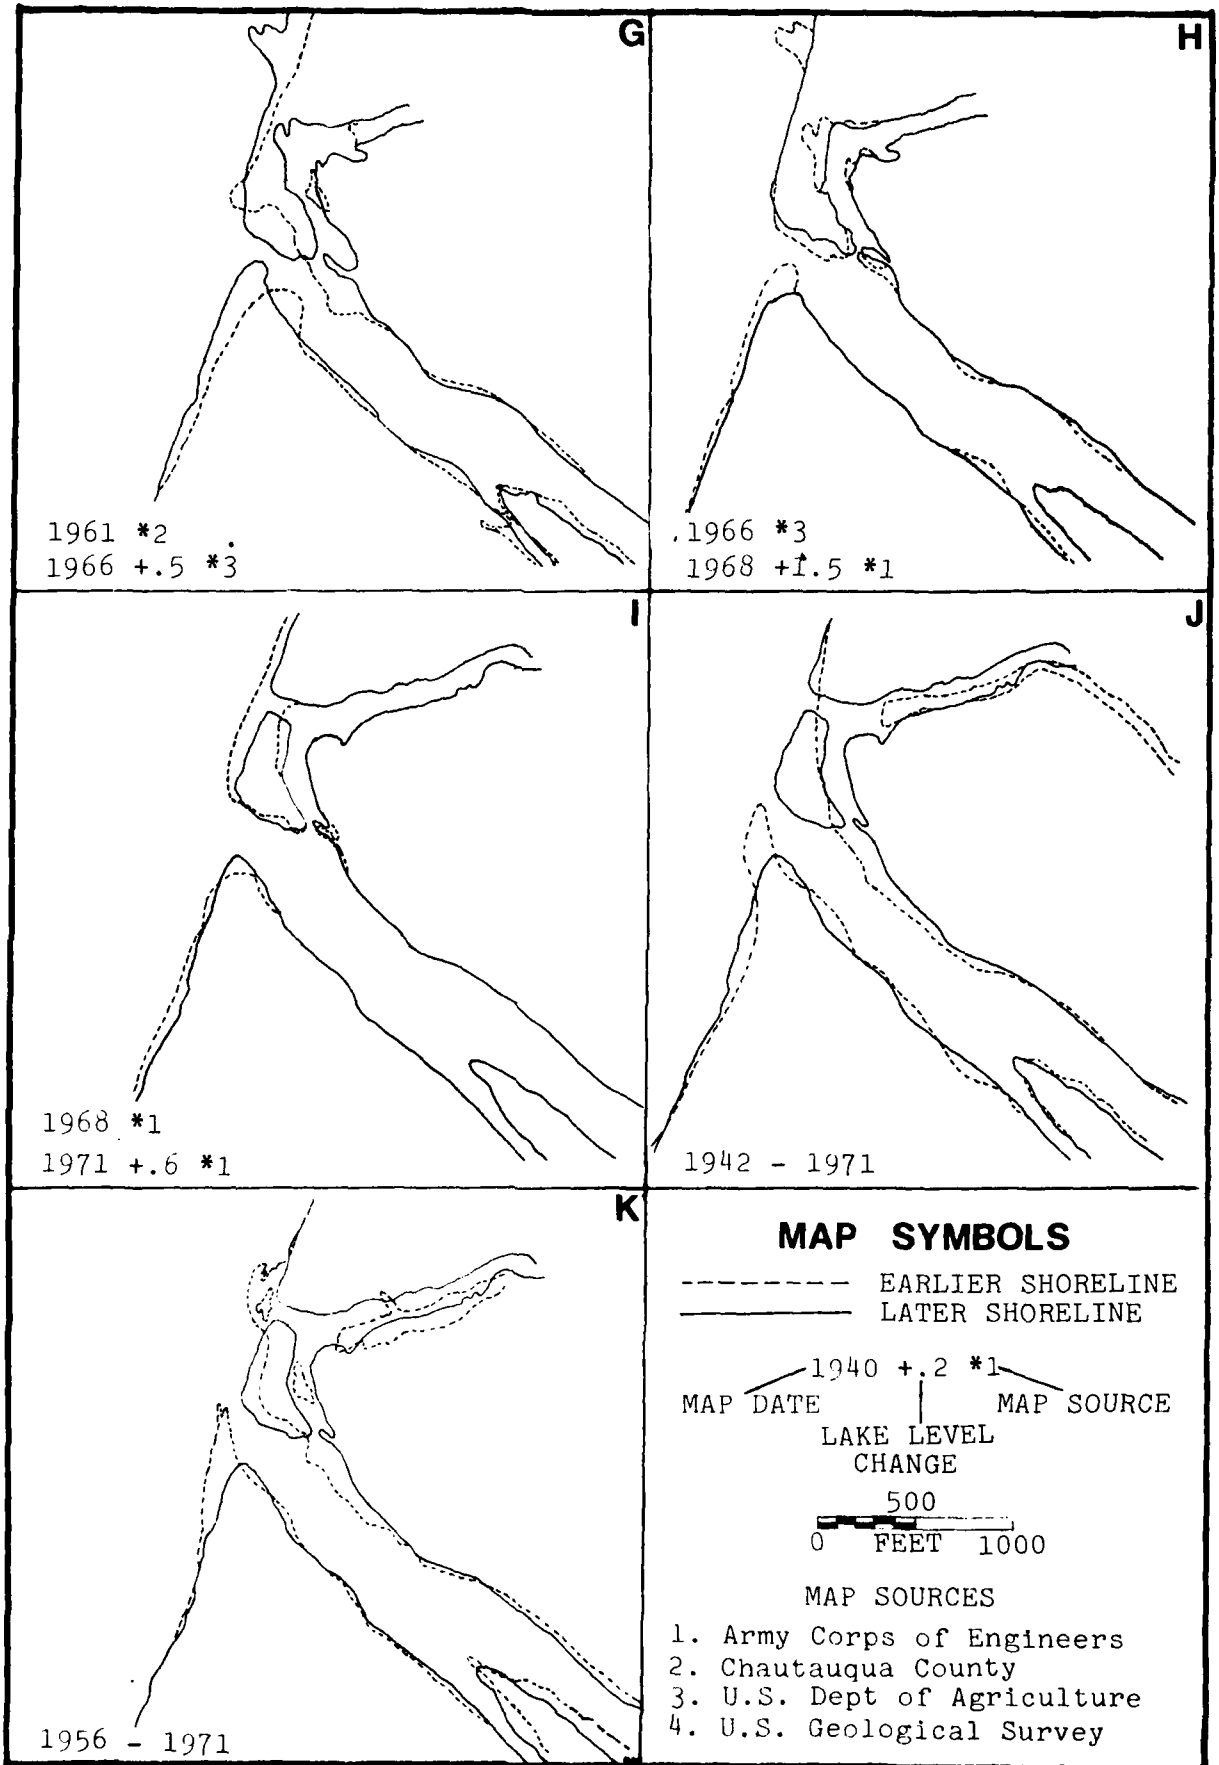 G
1961 *2
1966 +.5 *3
H
1966 *3
1968 +1.5 *1
I
1968 *1
1971 +.6 *1
J
1942 - 1971
K
1956 - 1971
MAP SYMBOLS
EARLIER SHORELINE
LATER SHORELINE
1940 +.2 *1
MAP DATE
MAP SOURCE
LAKE LEVEL
CHANGE
500
0 FEET 1000
MAP SOURCES
1. Army Corps of Engineers
2. Chautauqua County
3. U.S. Dept of Agriculture
4. U.S. Geological Survey